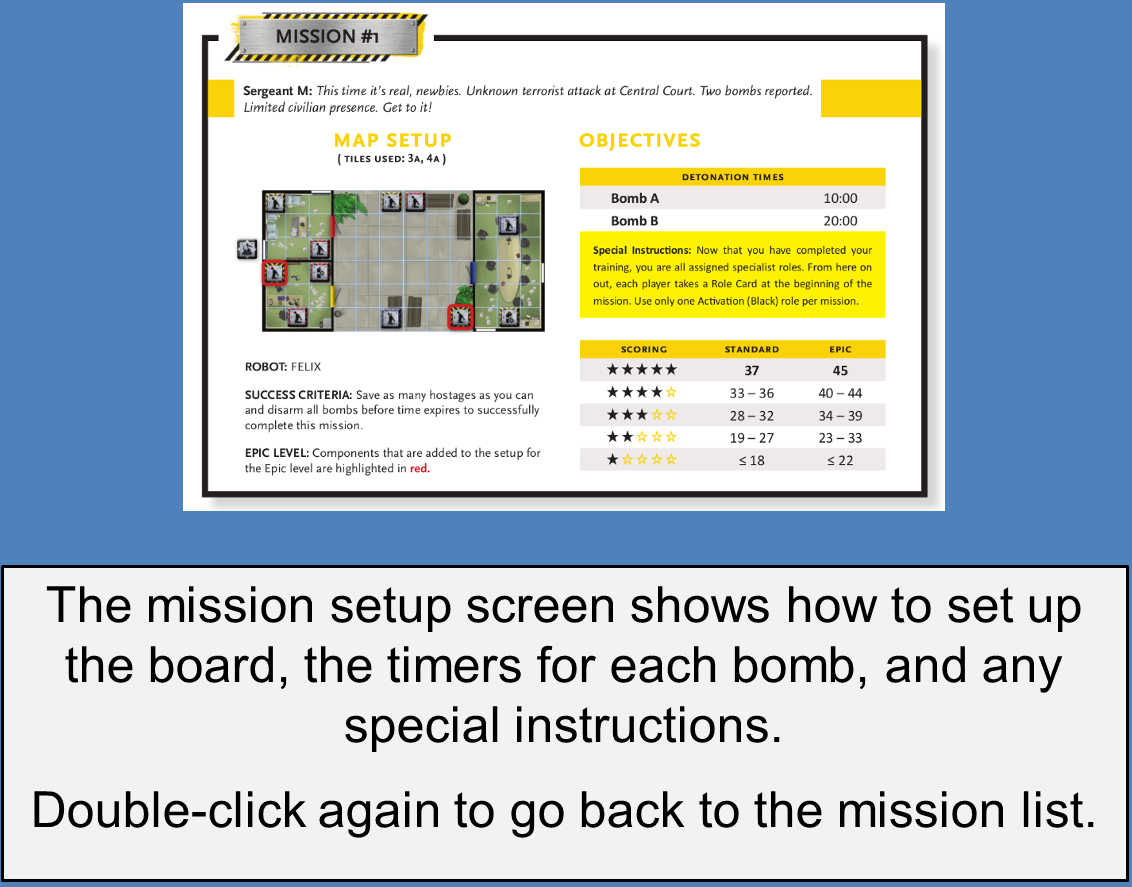 MISSION #1
Sergeant M: This time it's real, newbies. Unknown terrorist attack at Central Court. Two bombs reported.
Limited civilian presence. Get to it!
MAP SETUP
( TILES USED: 3A, 4A )
ROBOT: FELIX
SUCCESS CRITERIA: Save as many hostages as you can
and disarm all bombs before time expires to successfully
complete this mission.
EPIC LEVEL: Components that are added to the setup for
the Epic level are highlighted in red.
OBJECTIVES
DETONATION TIMES
Bomb A 10:00
Bomb B 20:00
Special Instructions: Now that you have completed your
training, you are all assigned specialist roles. From here on
out, each player takes a Role Card at the beginning of the
mission. Use only one Activation (Black) role per mission.
SCORING STANDARD EPIC
★★★★★ 37 45
★★★★☆ 33 – 36 40 – 44
★★★☆☆ 28 – 32 34 – 39
★★☆☆☆ 19 – 27 23 – 33
★☆☆☆☆ ≤ 18 ≤ 22
The mission setup screen shows how to set up
the board, the timers for each bomb, and any
special instructions.
Double-click again to go back to the mission list.